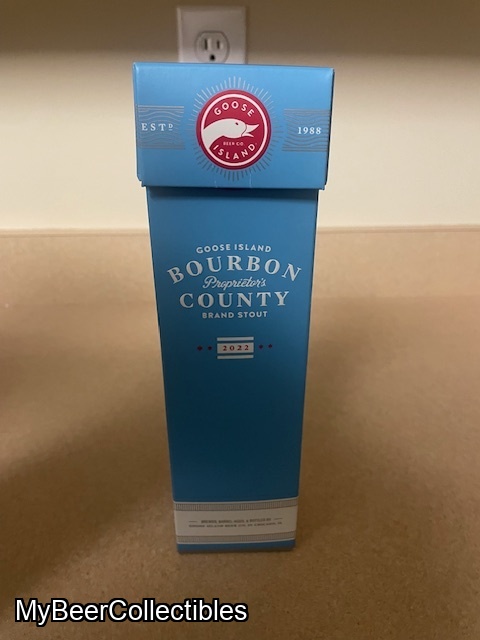 GOOSE
BEER CO.
ISLAND
ESTD 1988
GOOSE ISLAND
BOURBON
Proprietor's
COUNTY
BRAND STOUT
2022
MyBeerCollectibles